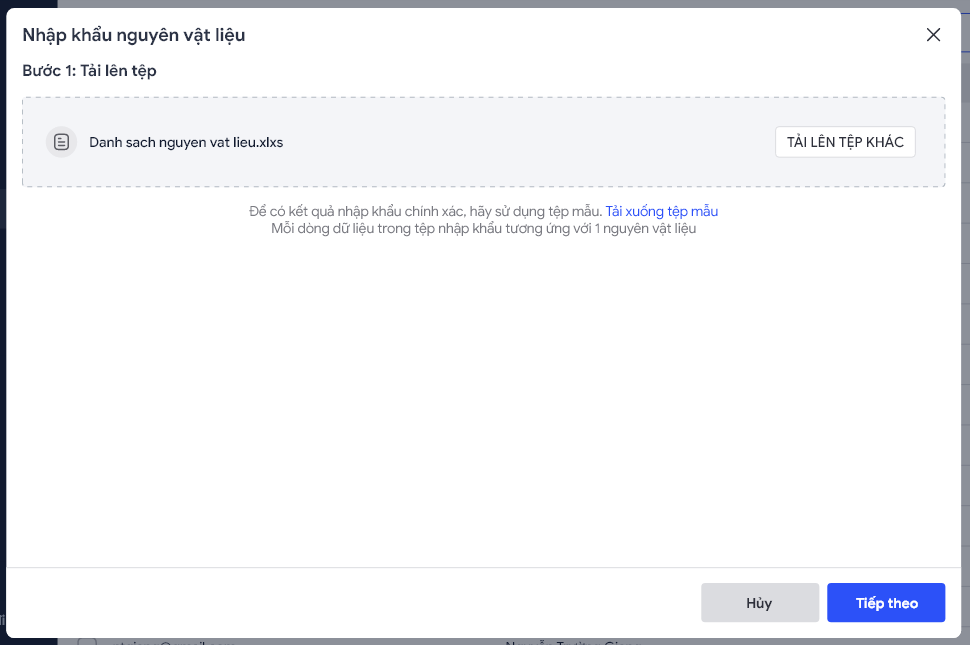 Nhập khẩu nguyên vật liệu
Bước 1: Tải lên tệp
Danh sach nguyen vat lieu.xlxs
TẢI LÊN TỆP KHÁC
Để có kết quả nhập khẩu chính xác, hãy sử dụng tệp mẫu. Tải xuống tệp mẫu
Mỗi dòng dữ liệu trong tệp nhập khẩu tương ứng với 1 nguyên vật liệu
Hủy
Tiếp theo